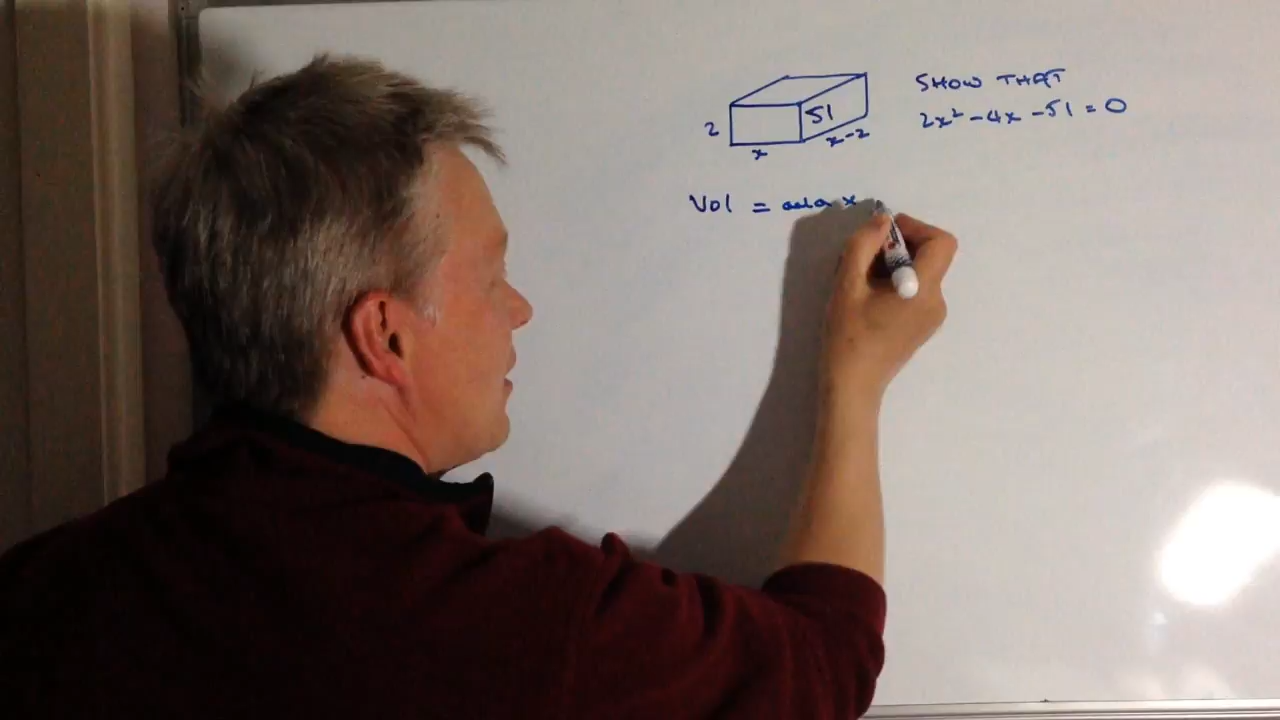 SHOW THAT
2x² - 4x - 51 = 0
51
2
x
x-2
Vol = area x